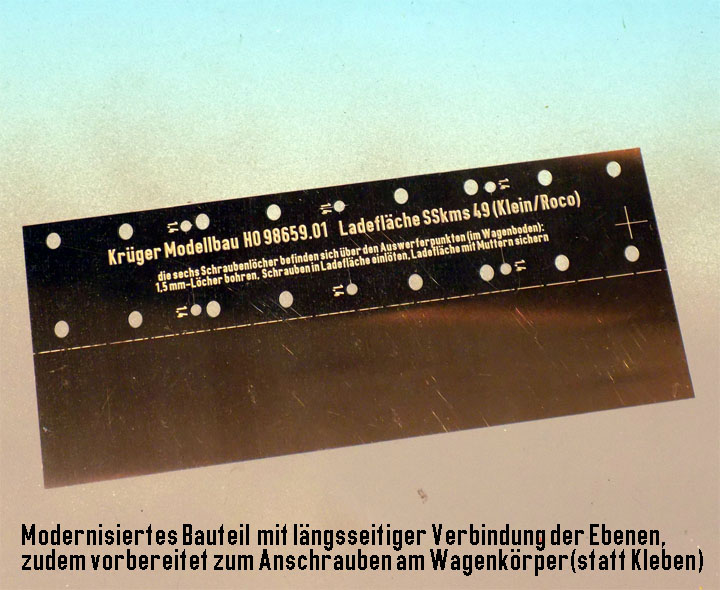 Krüger Modellbau H0 98659.01 Ladefläche SSkms 49 (Klein/Roco)
die sechs Schraubenlöcher befinden sich über den Auswerferpunkten (im Wagenboden):
1.5 mm-Löcher bohren, Schrauben in Ladefläche einlöten, Ladefläche mit Muttern sichern
Modernisiertes Bauteil mit längsseitiger Verbindung der Ebenen,
zudem vorbereitet zum Anschrauben am Wagenkörper (statt Kleben)